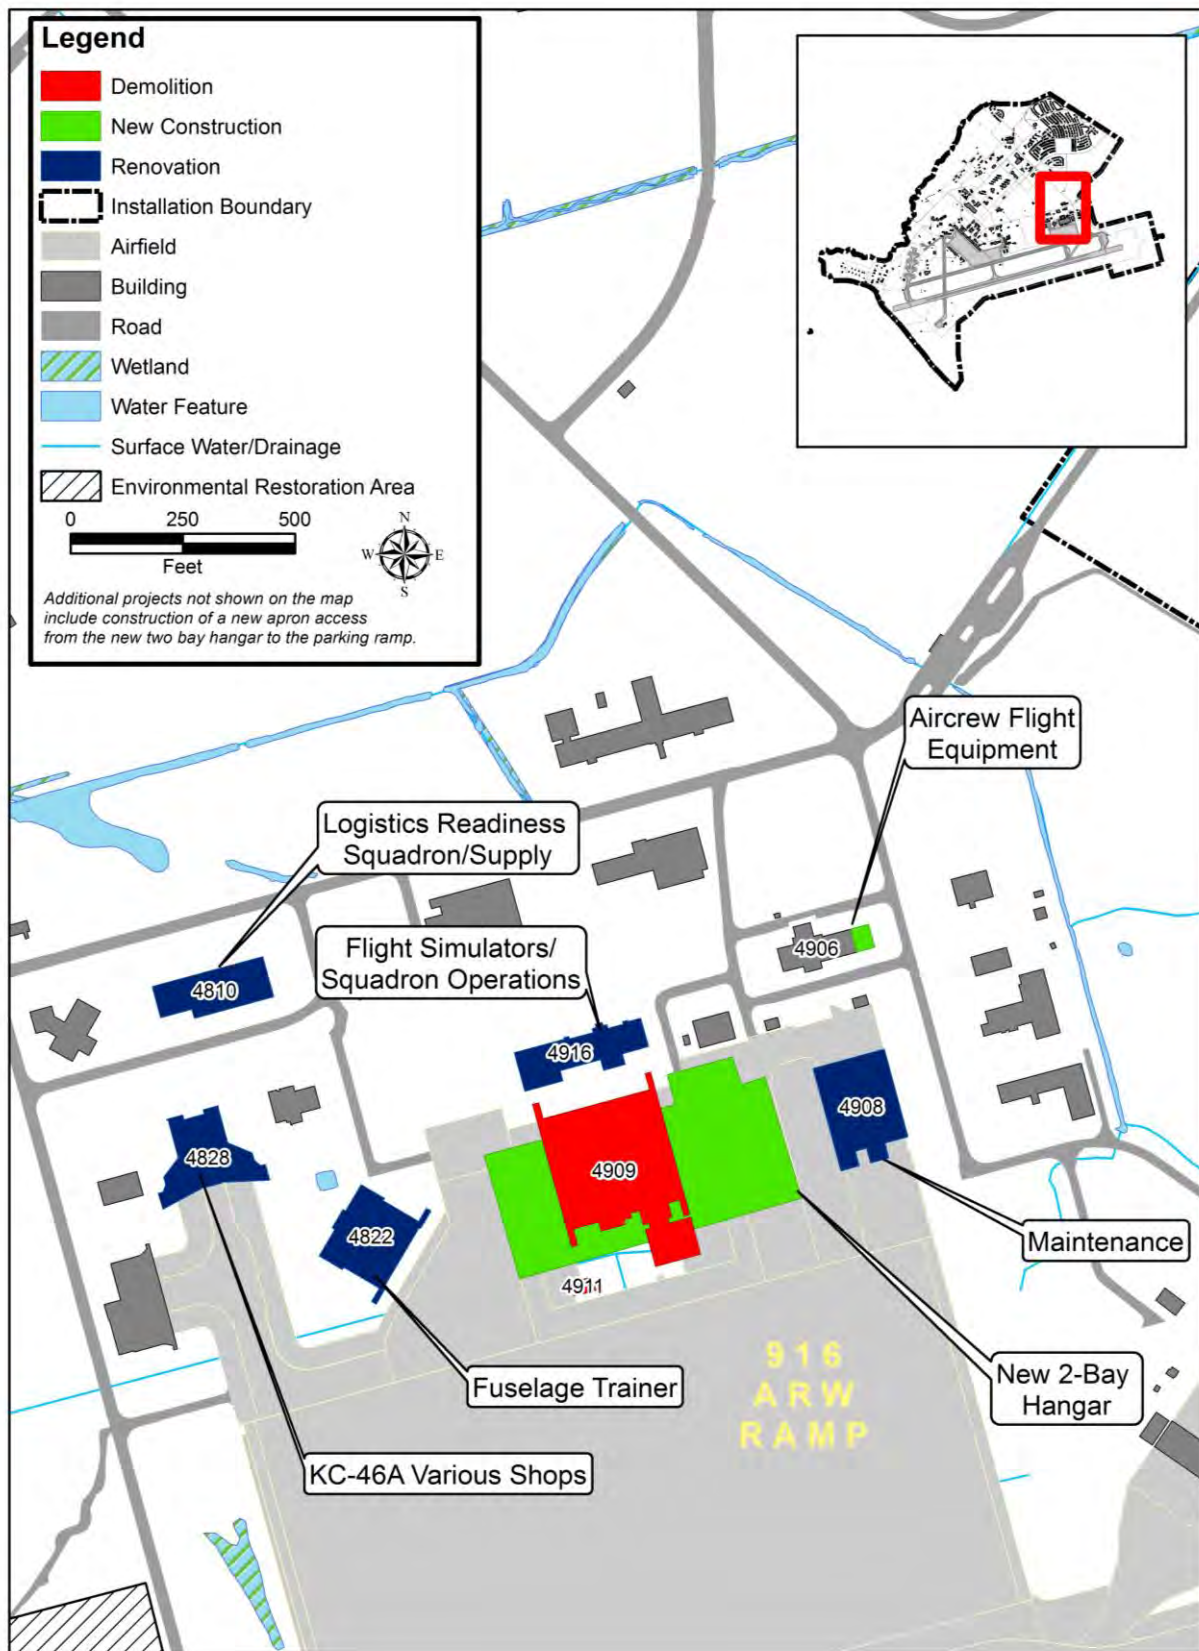 Legend
Demolition
New Construction
Renovation
Installation Boundary
Airfield
Building
Road
Wetland
Water Feature
Surface Water/Drainage
Environmental Restoration Area
0 250 500
Feet
N
W E
S
Additional projects not shown on the map
include construction of a new apron access
from the new two bay hangar to the parking ramp.
Aircrew Flight
Equipment
Logistics Readiness
Squadron/Supply
Flight Simulators/
Squadron Operations
4906
4810
4916
4908
4828
4909
4822
Maintenance
4911
916
ARW
RAMP
New 2-Bay
Hangar
Fuselage Trainer
KC-46A Various Shops